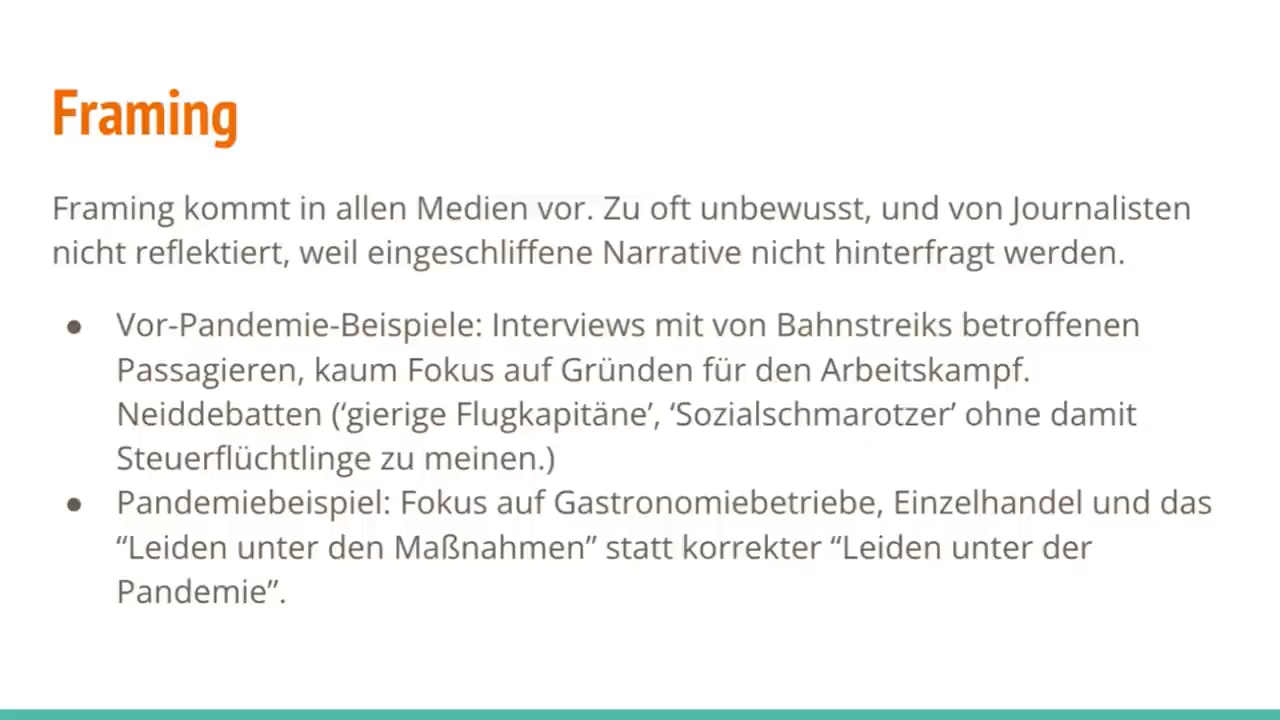 Framing
Framing kommt in allen Medien vor. Zu oft unbewusst, und von Journalisten
nicht reflektiert, weil eingeschliffene Narrative nicht hinterfragt werden.
● Vor-Pandemie-Beispiele: Interviews mit von Bahnstreiks betroffenen
Passagieren, kaum Fokus auf Gründen für den Arbeitskampf.
Neiddebatten (‘gierige Flugkapitäne’, ‘Sozialschmarotzer’ ohne damit
Steuerflüchtlinge zu meinen.)
● Pandemiebeispiel: Fokus auf Gastronomiebetriebe, Einzelhandel und das
“Leiden unter den Maßnahmen” statt korrekter “Leiden unter der
Pandemie”.